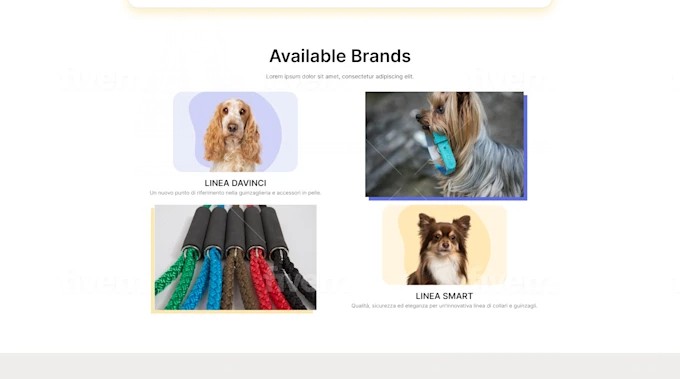 Available Brands
Lorem ipsum dolor sit amet, consectetur adipiscing elit.
LINEA DAVINCI
Un nuovo punto di riferimento nella guinzaglieria e accessori in pelle.
LINEA SMART
Qualità, sicurezza ed eleganza per un'innovativa linea di collari e guinzagli.